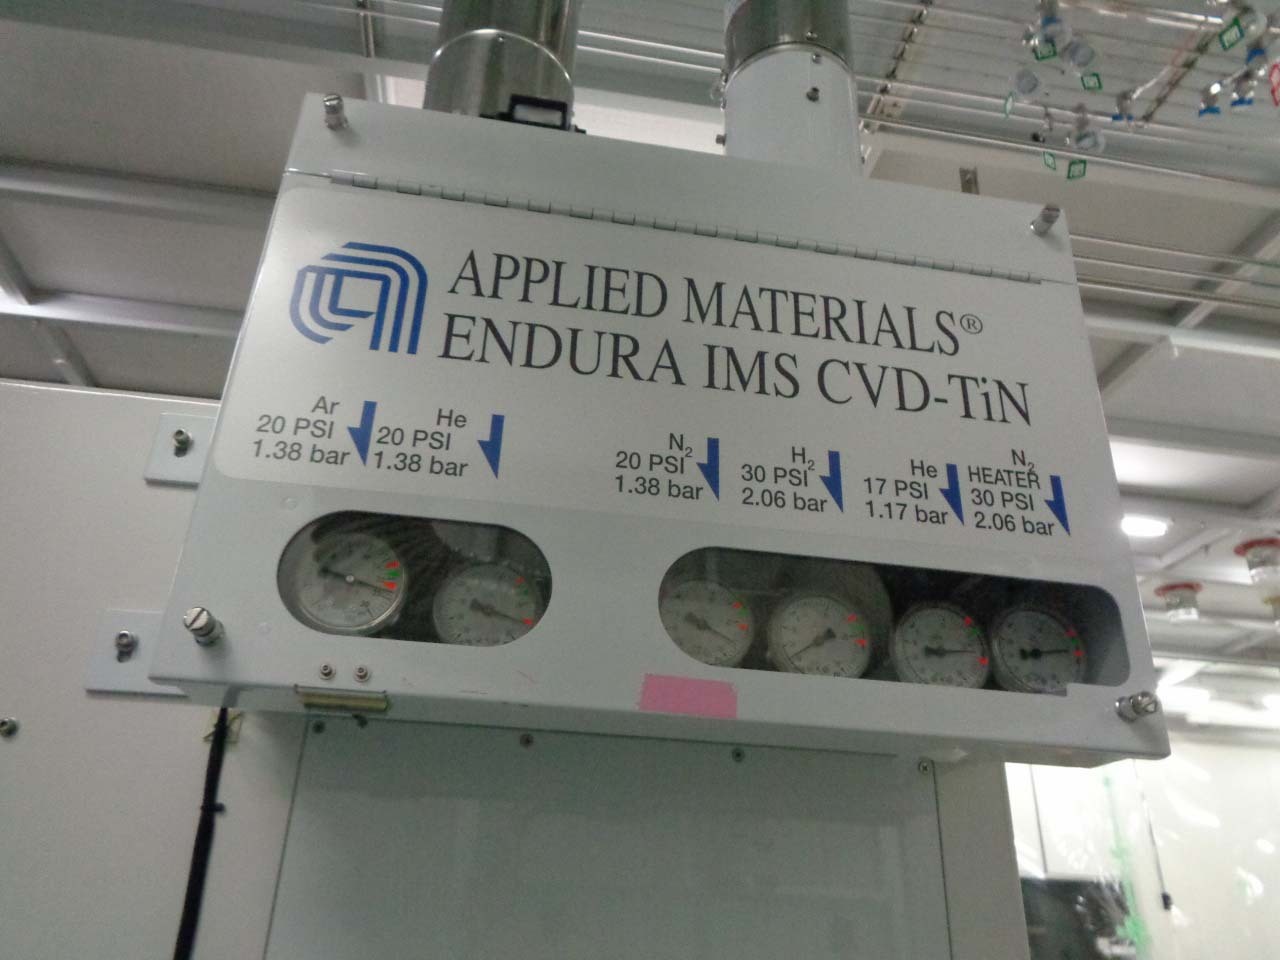 APPLIED MATERIALS®
ENDURA IMS CVD-TiN
Ar
20 PSI
1.38 bar
He
20 PSI
1.38 bar
N₂
20 PSI
1.38 bar
H₂
30 PSI
2.06 bar
He
17 PSI
1.17 bar
N₂
HEATER
30 PSI
2.06 bar